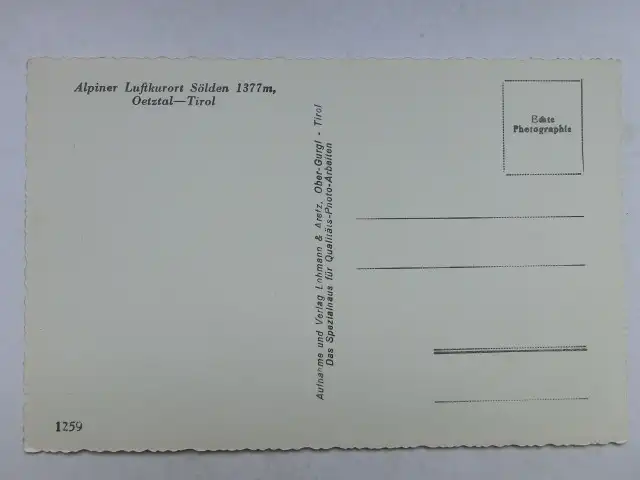 Alpiner Luftkurort Sölden 1377m,
Oetztal—Tirol
Aufnahme und Verlag Lohmann & Aretz, Ober-Gurgl - Tirol
Das Spezialhaus für Qualitäts-Photo-Arbeiten
Echte
Photographie
1259